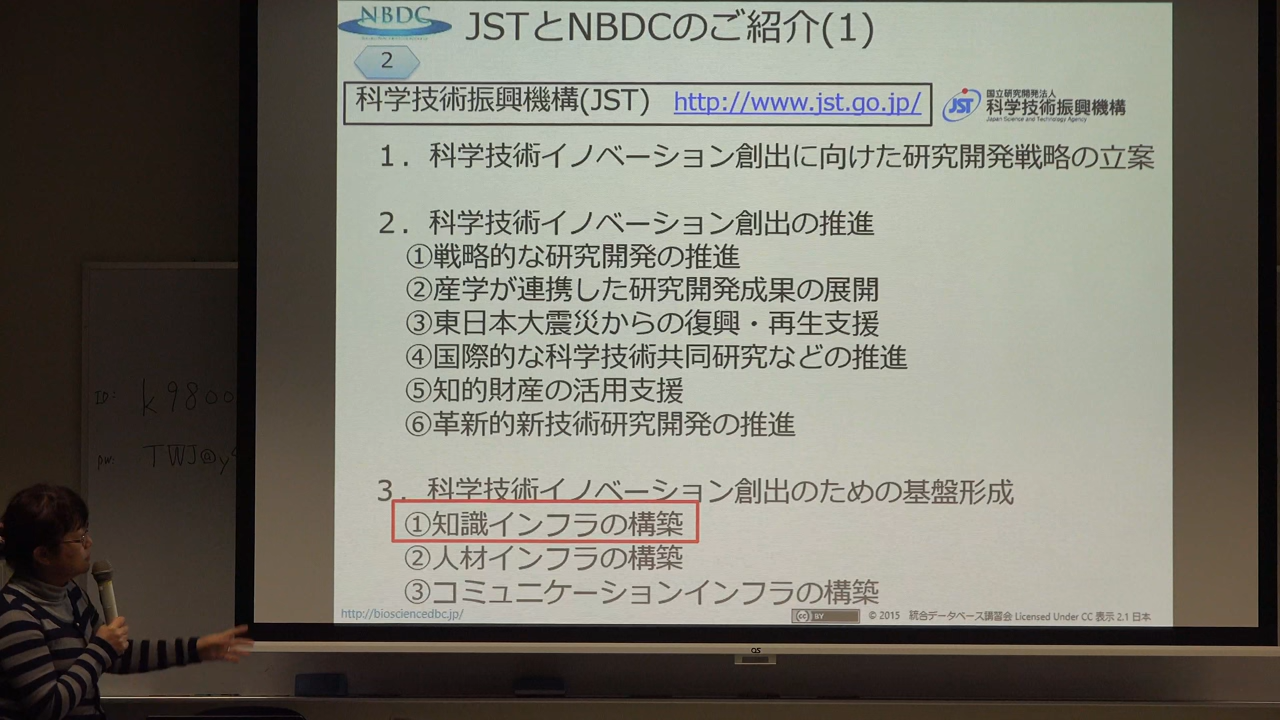 NBDC
JSTとNBDCのご紹介(1)
2
科学技術振興機構(JST) http://www.jst.go.jp/
JST
国立研究開発法人
科学技術振興機構
Japan Science and Technology Agency
1．科学技術イノベーション創出に向けた研究開発戦略の立案
2．科学技術イノベーション創出の推進
①戦略的な研究開発の推進
②産学が連携した研究開発成果の展開
③東日本大震災からの復興・再生支援
④国際的な科学技術共同研究などの推進
⑤知的財産の活用支援
⑥革新的新技術研究開発の推進
3．科学技術イノベーション創出のための基盤形成
①知識インフラの構築
②人材インフラの構築
③コミュニケーションインフラの構築
http://biosciencedbc.jp/
cc BY
© 2015 統合データベース講習会 Licensed Under CC 表示 2.1 日本
ID: k9800
pw:
OS